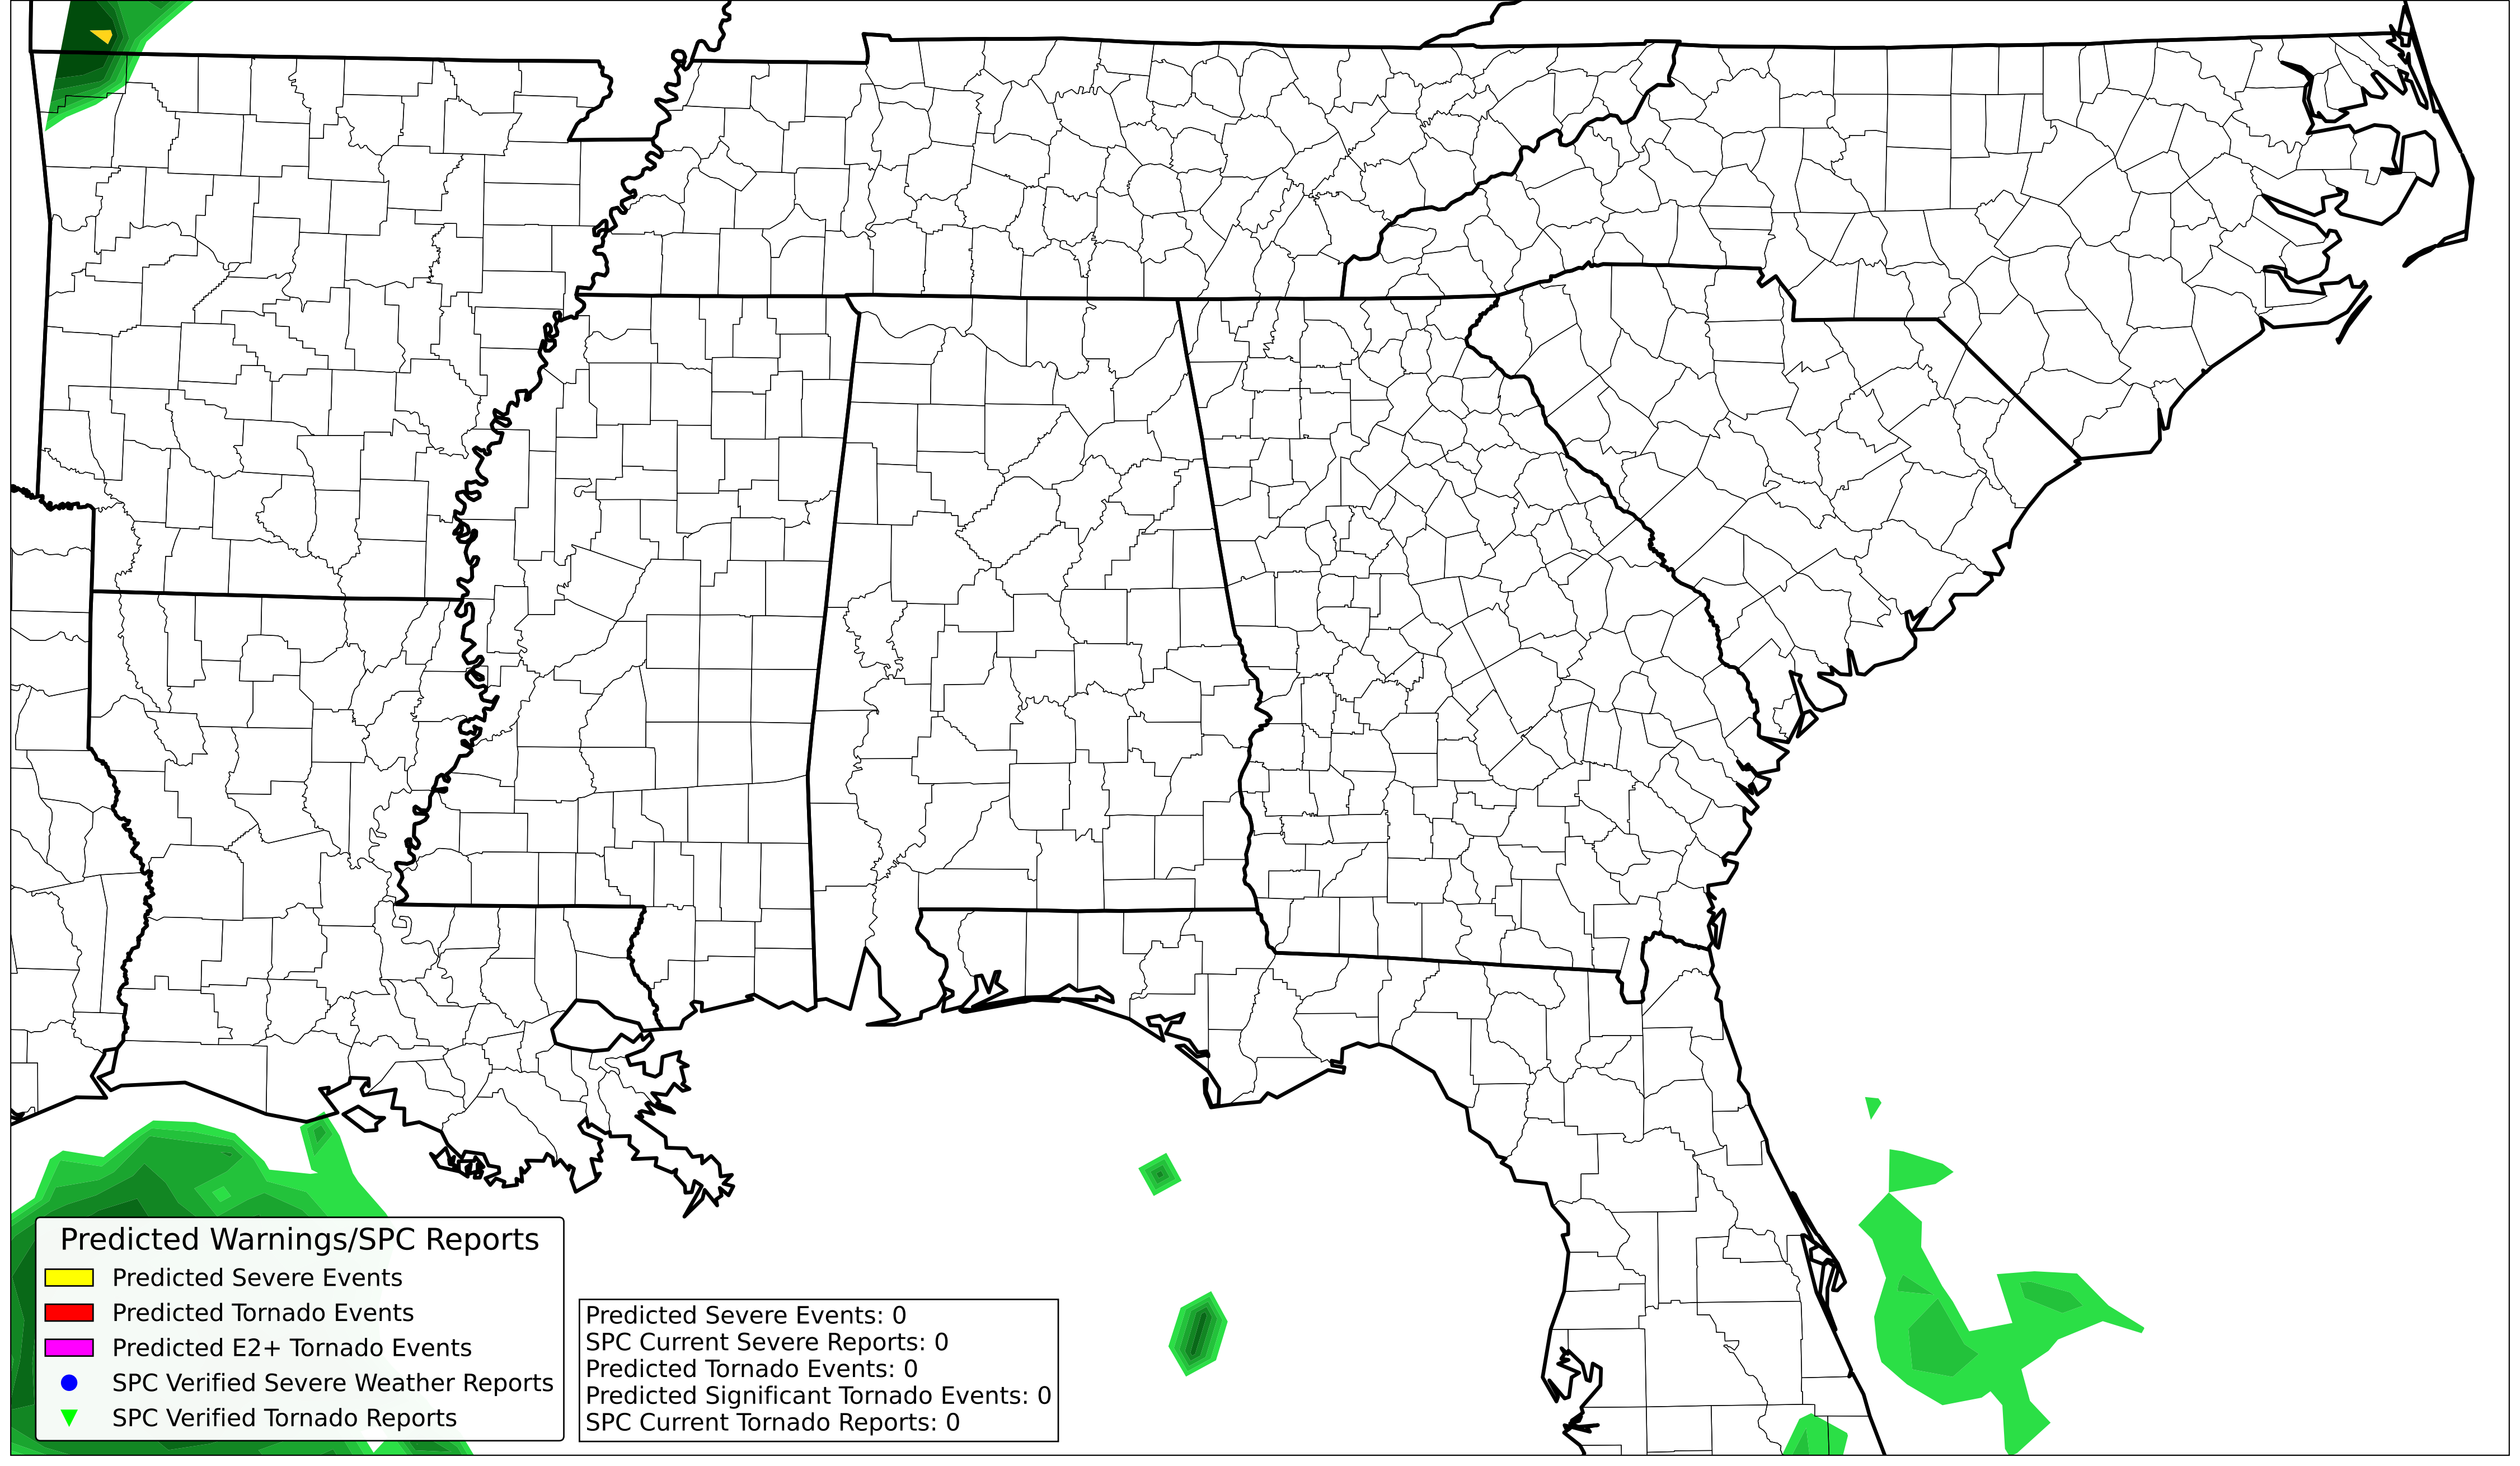 Predicted Warnings/SPC Reports
Predicted Severe Events
Predicted Tornado Events
Predicted E2+ Tornado Events
SPC Verified Severe Weather Reports
SPC Verified Tornado Reports
Predicted Severe Events: 0
SPC Current Severe Reports: 0
Predicted Tornado Events: 0
Predicted Significant Tornado Events: 0
SPC Current Tornado Reports: 0